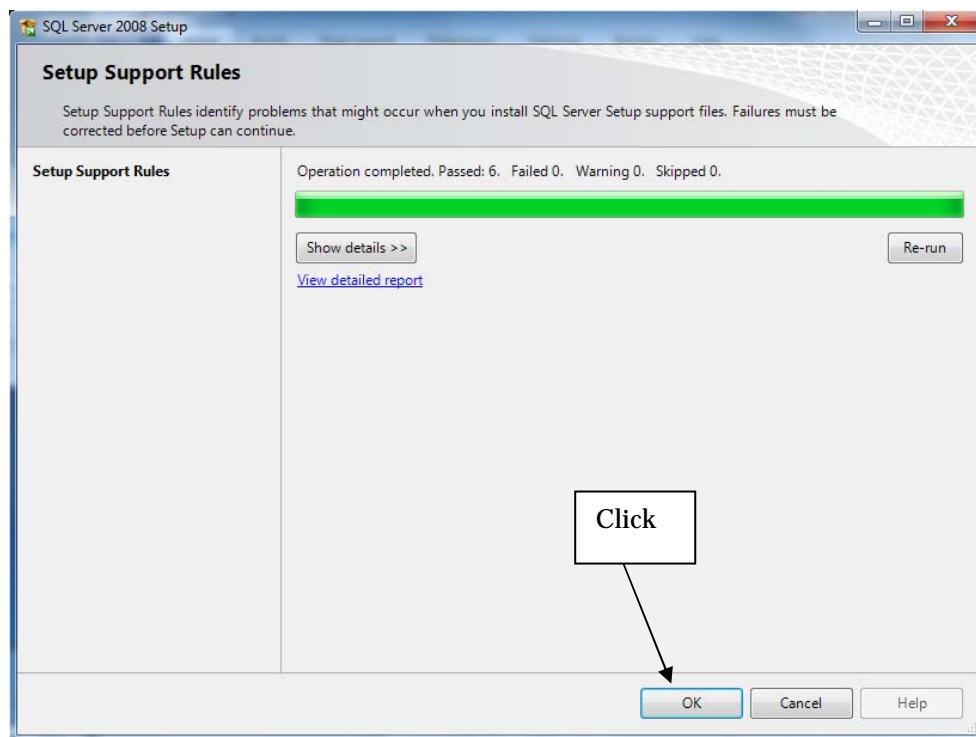 SQL Server 2008 Setup
Setup Support Rules
Setup Support Rules identify problems that might occur when you install SQL Server Setup support files. Failures must be
corrected before Setup can continue.
Setup Support Rules
Operation completed. Passed: 6. Failed 0. Warning 0. Skipped 0.
Show details >>
Re-run
View detailed report
Click
OK
Cancel
Help